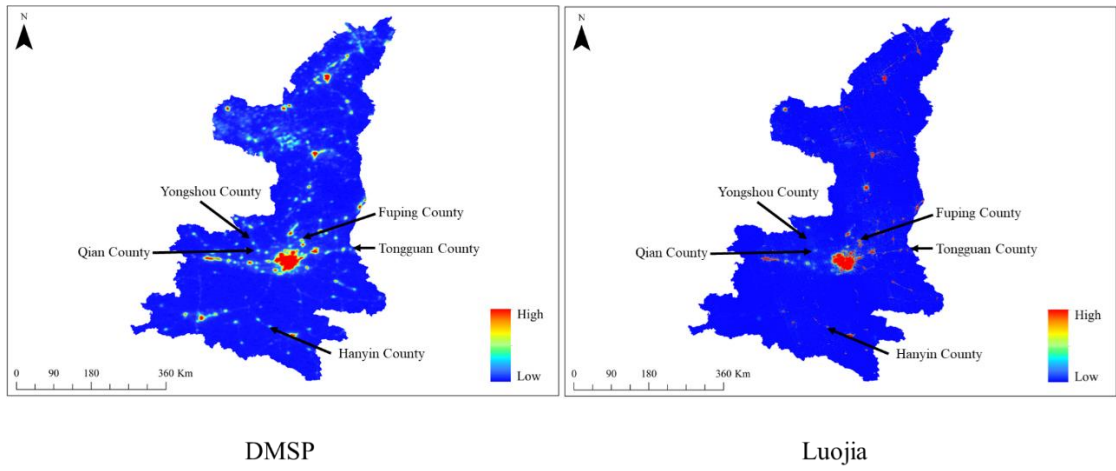 N
Yongshou County
Fuping County
Qian County
Tongguan County
High
Hanyin County
Low
0 90 180 360 Km
N
Yongshou County
Fuping County
Qian County
Tongguan County
High
Hanyin County
Low
0 90 180 360 Km
DMSP
Luojia